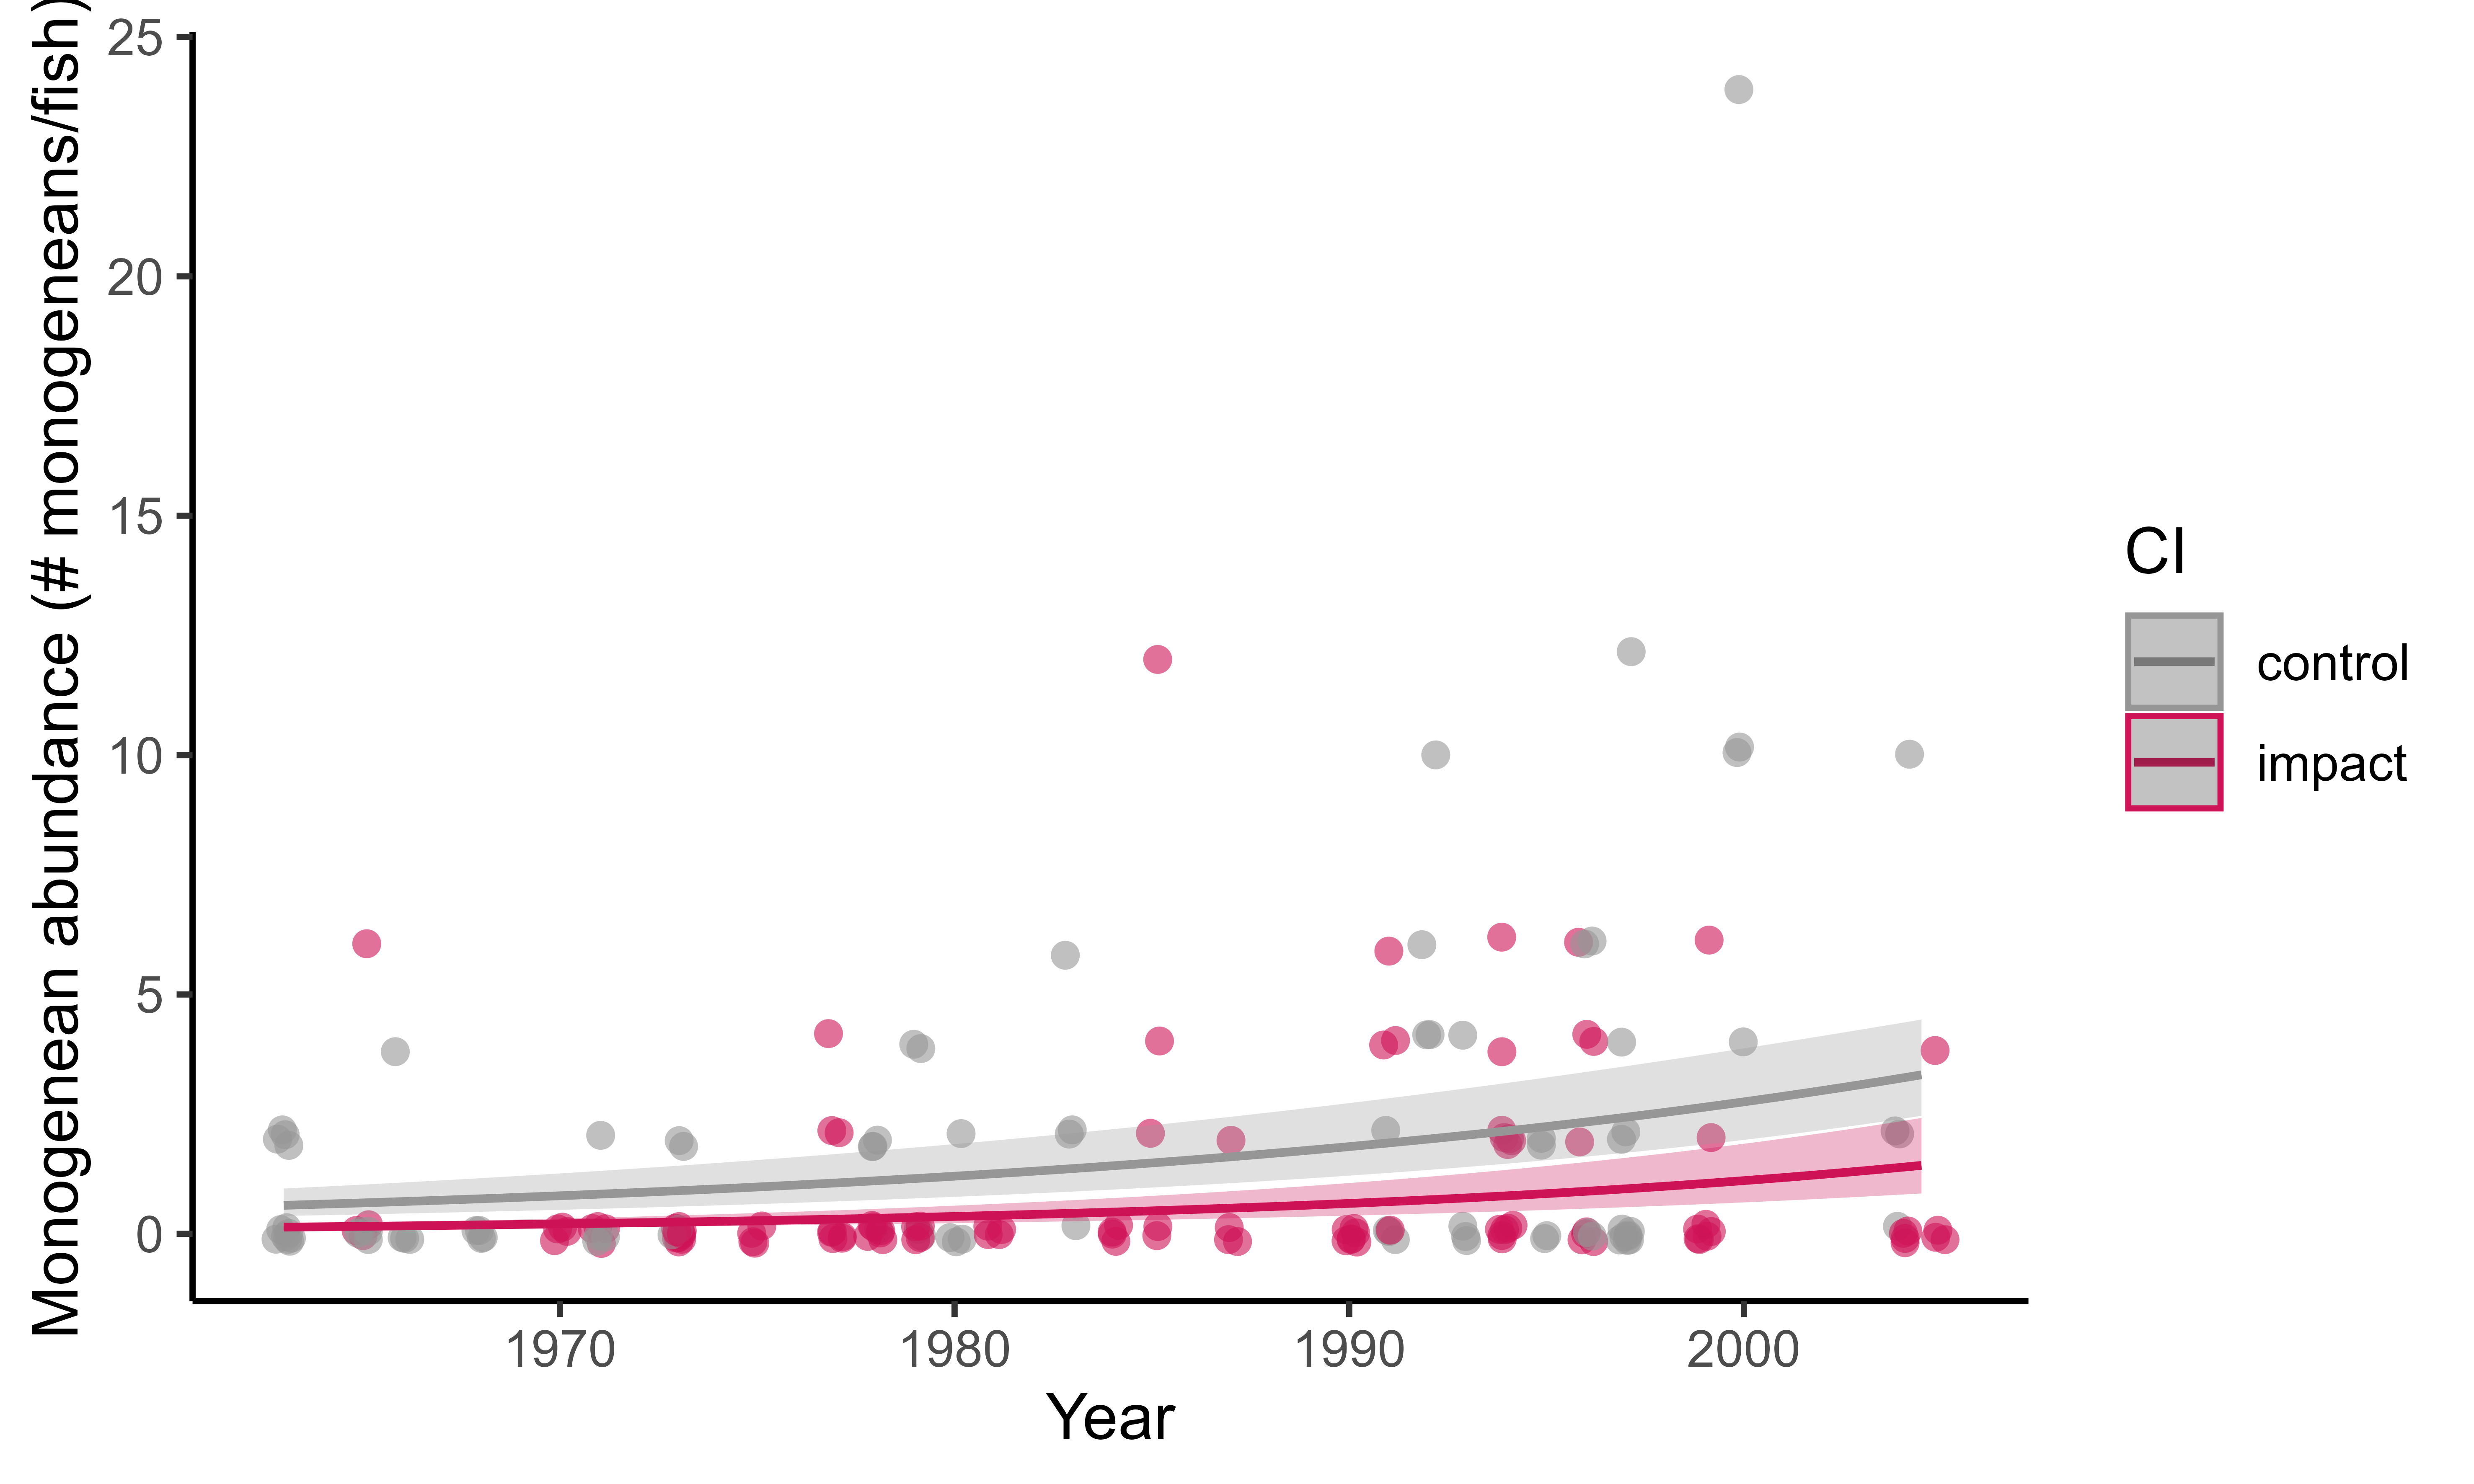 Monogenean abundance (# monogeneans/fish)
25
20
15
10
5
0
1970 1980 1990 2000
Year
CI
control
impact